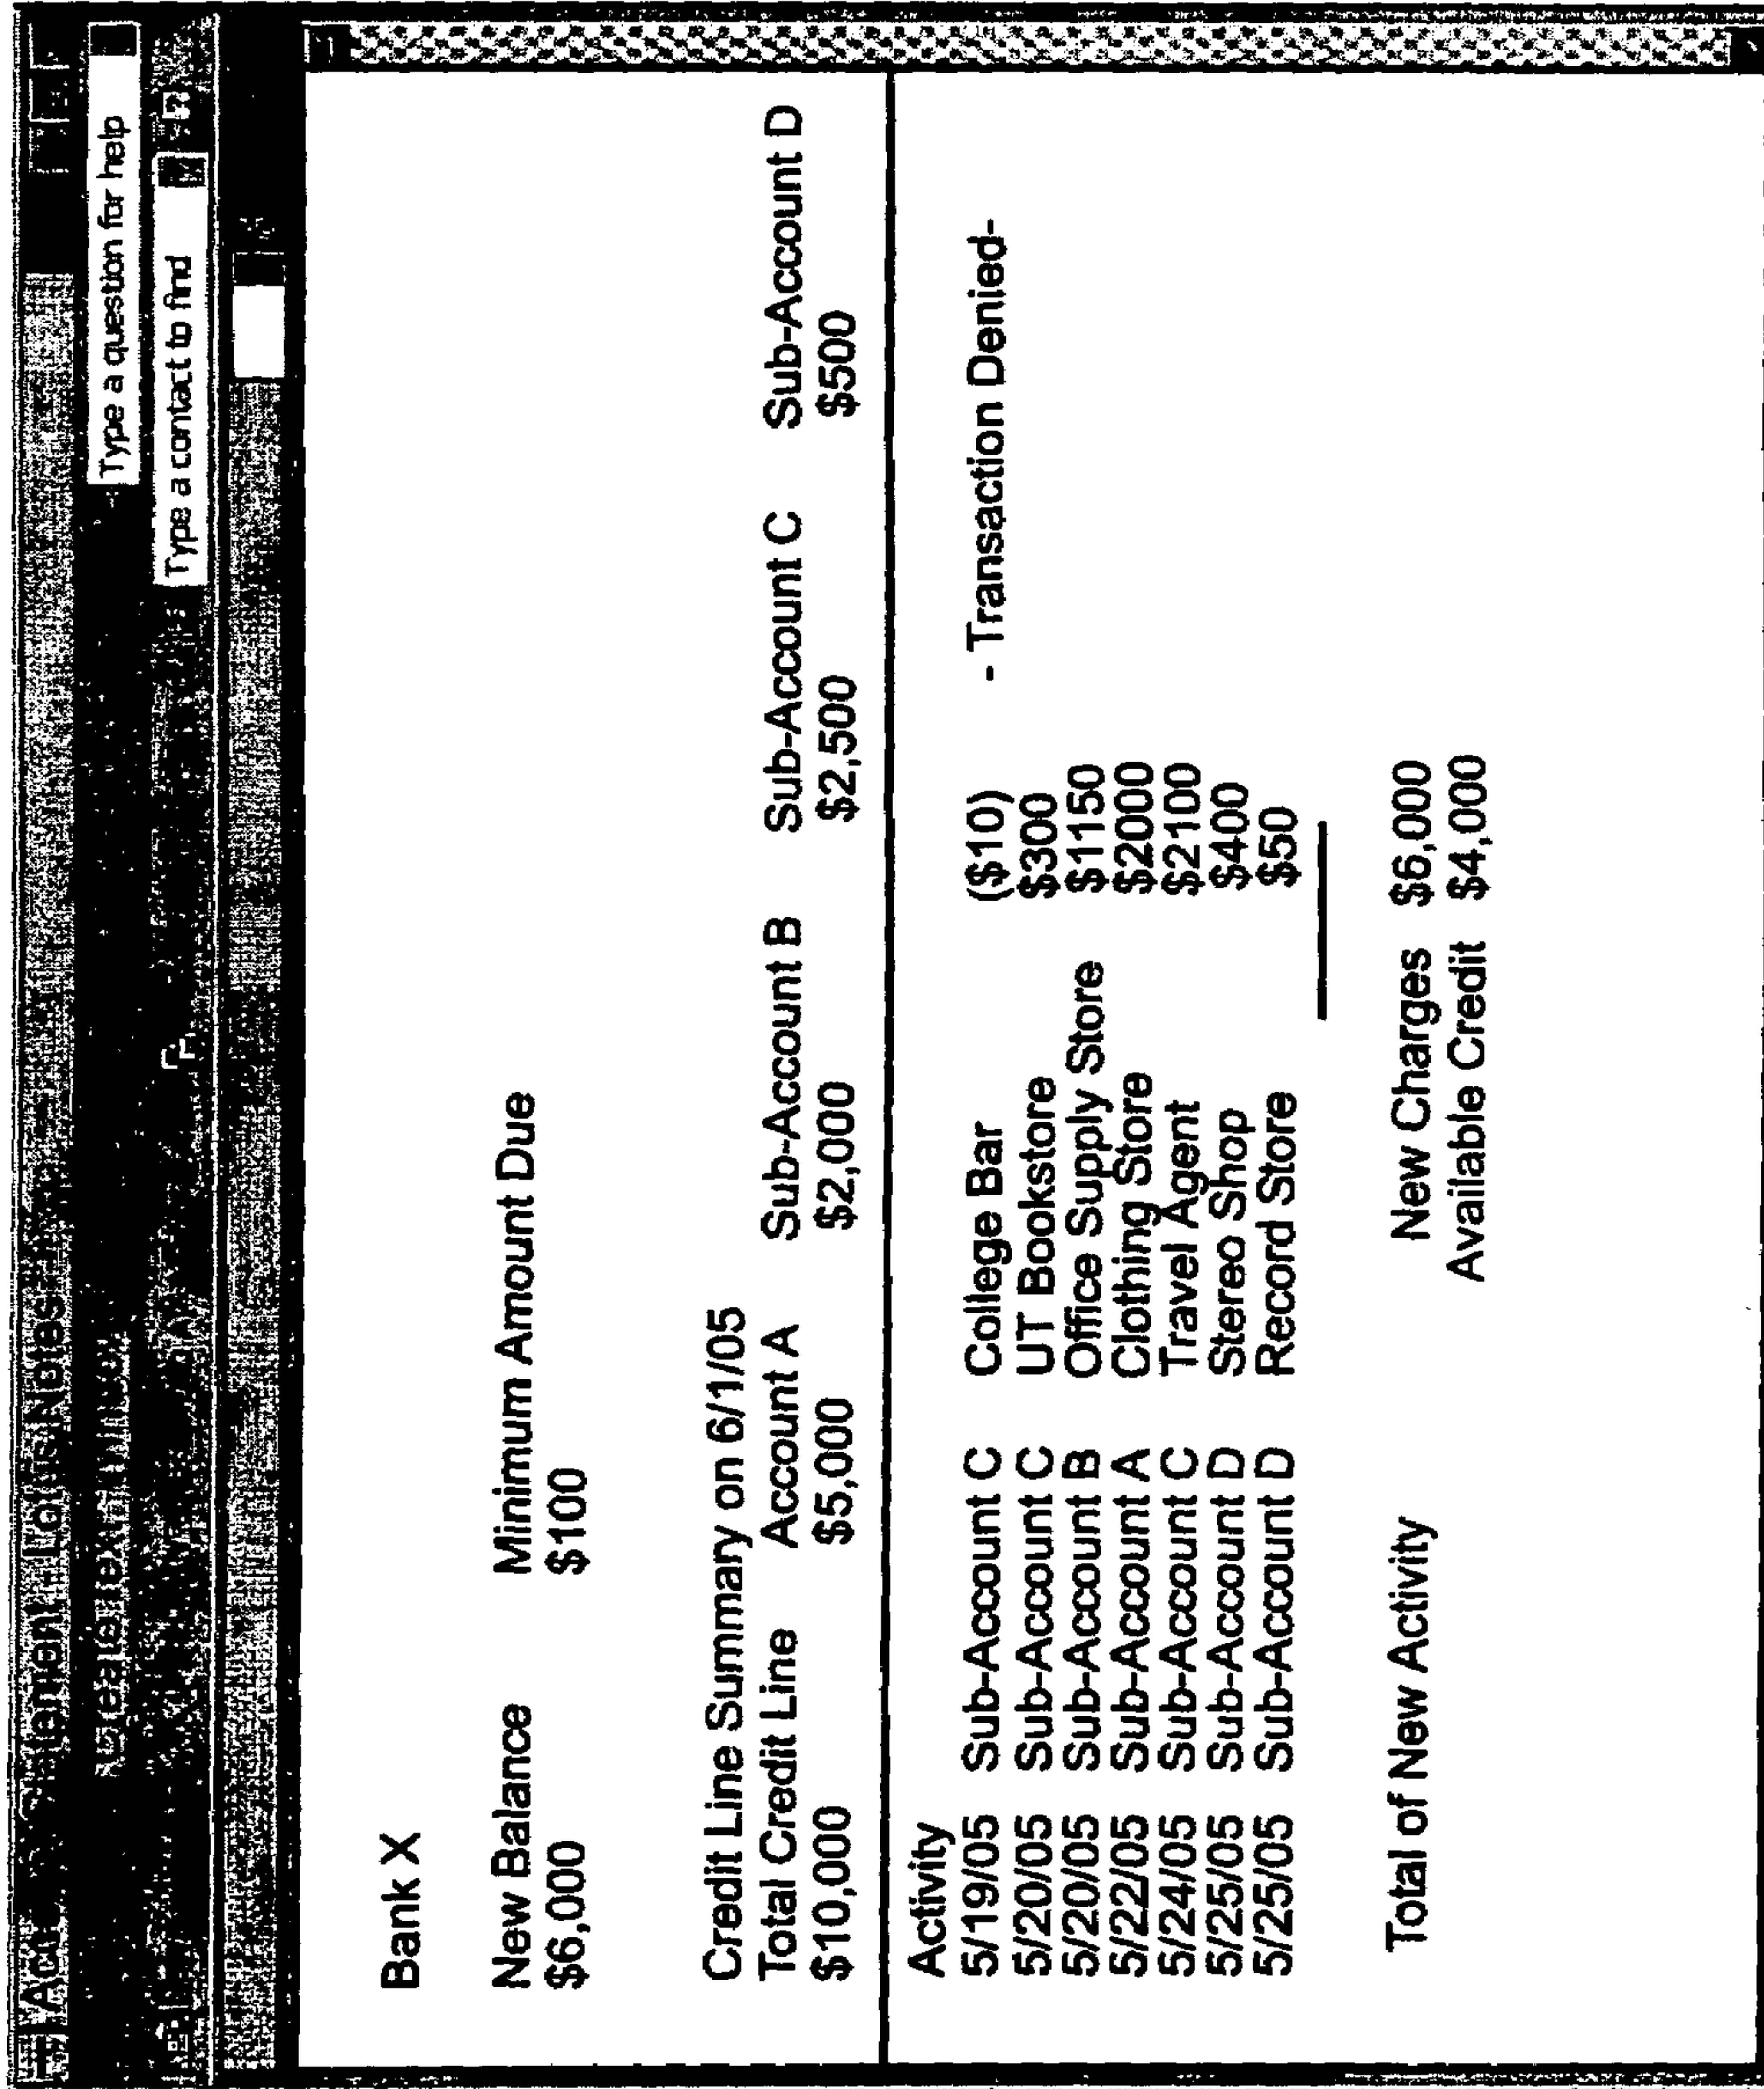 Statement - Lotus Notes
Type a question for help
Type a contact to find
Bank X
New Balance Minimum Amount Due
$6,000 $100
Credit Line Summary on 6/1/05
Total Credit Line Account A Sub-Account B Sub-Account C Sub-Account D
$10,000 $5,000 $2,000 $2,500 $500
Activity
5/19/05 Sub-Account C College Bar ($10) - Transaction Denied-
5/20/05 Sub-Account C UT Bookstore $300
5/20/05 Sub-Account B Office Supply Store $1150
5/22/05 Sub-Account A Clothing Store $2000
5/24/05 Sub-Account C Travel Agent $2100
5/25/05 Sub-Account D Stereo Shop $400
5/25/05 Sub-Account D Record Store $50
Total of New Activity New Charges $6,000
Available Credit $4,000